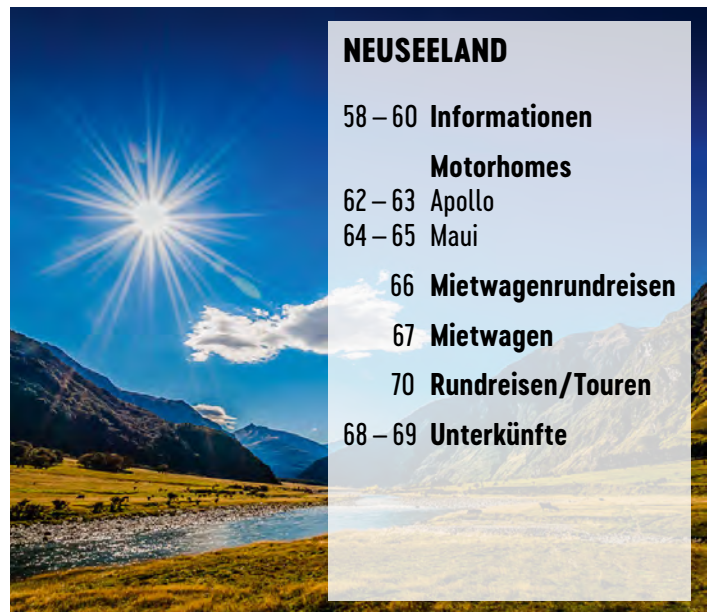 NEUSEELAND
58 – 60 Informationen
Motorhomes
62 – 63 Apollo
64 – 65 Maui
66 Mietwagenrundreisen
67 Mietwagen
70 Rundreisen/Touren
68 – 69 Unterkünfte